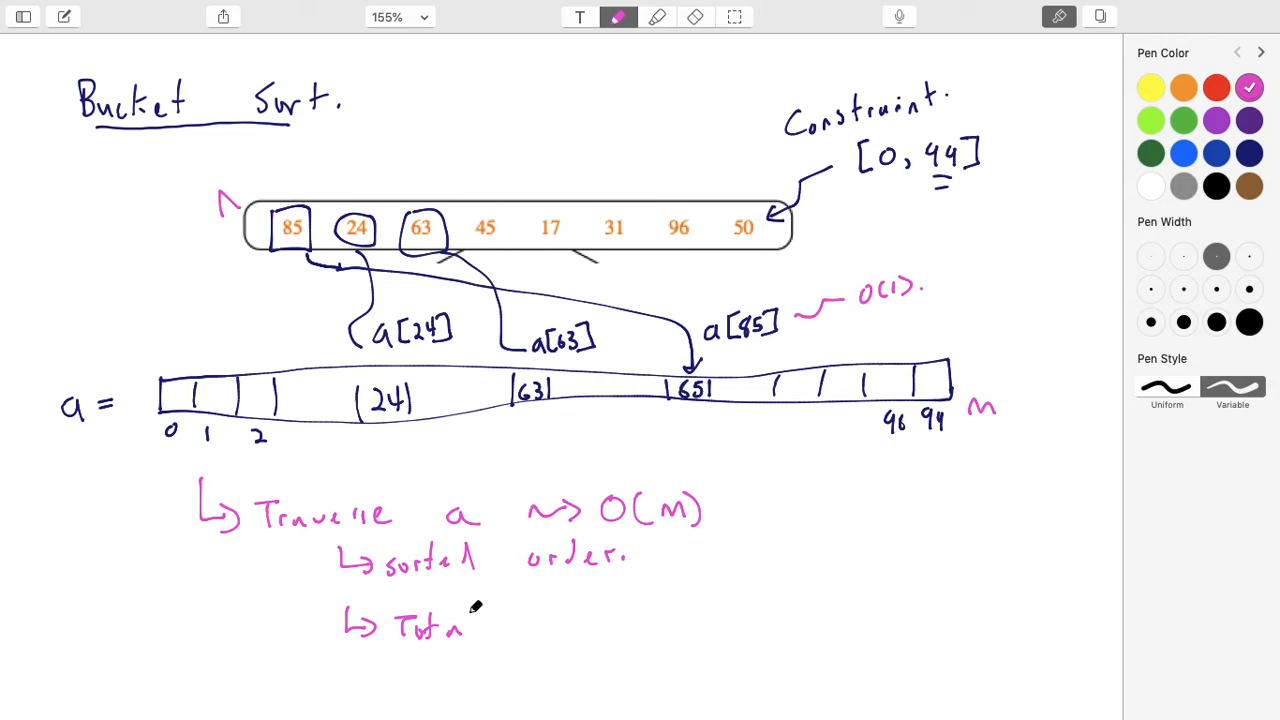 155%
T
Bucket Sort.
Constraint.
[0, 99]
n
85 24 63 45 17 31 96 50
O(1).
a[24] a[63] a[85]
a = 24 63 65
0 1 2 98 99 m
↳ Traverse a ~> O(m)
↳ sorted order.
↳ Tota
Pen Color
Pen Width
Pen Style
Uniform Variable